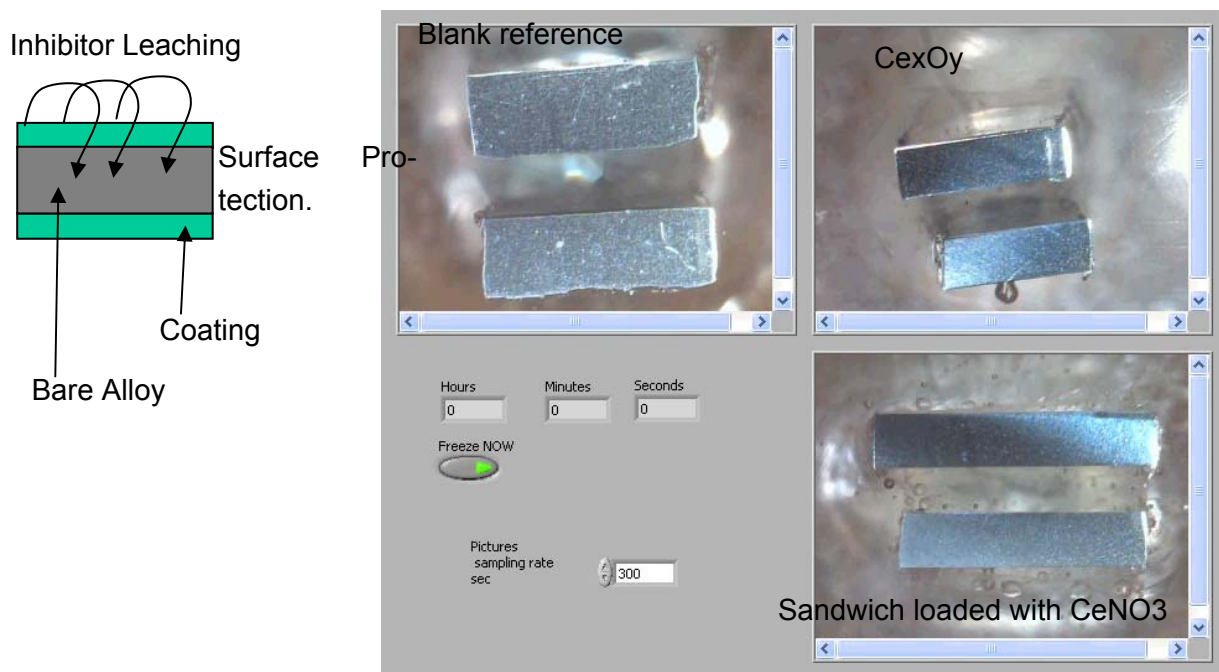 Inhibitor Leaching
Surface Pro-
tection.
Coating
Bare Alloy
Blank reference
CexOy
Hours
Minutes
Seconds
0
0
0
Freeze NOW
Pictures
sampling rate
sec
300
Sandwich loaded with CeNO3